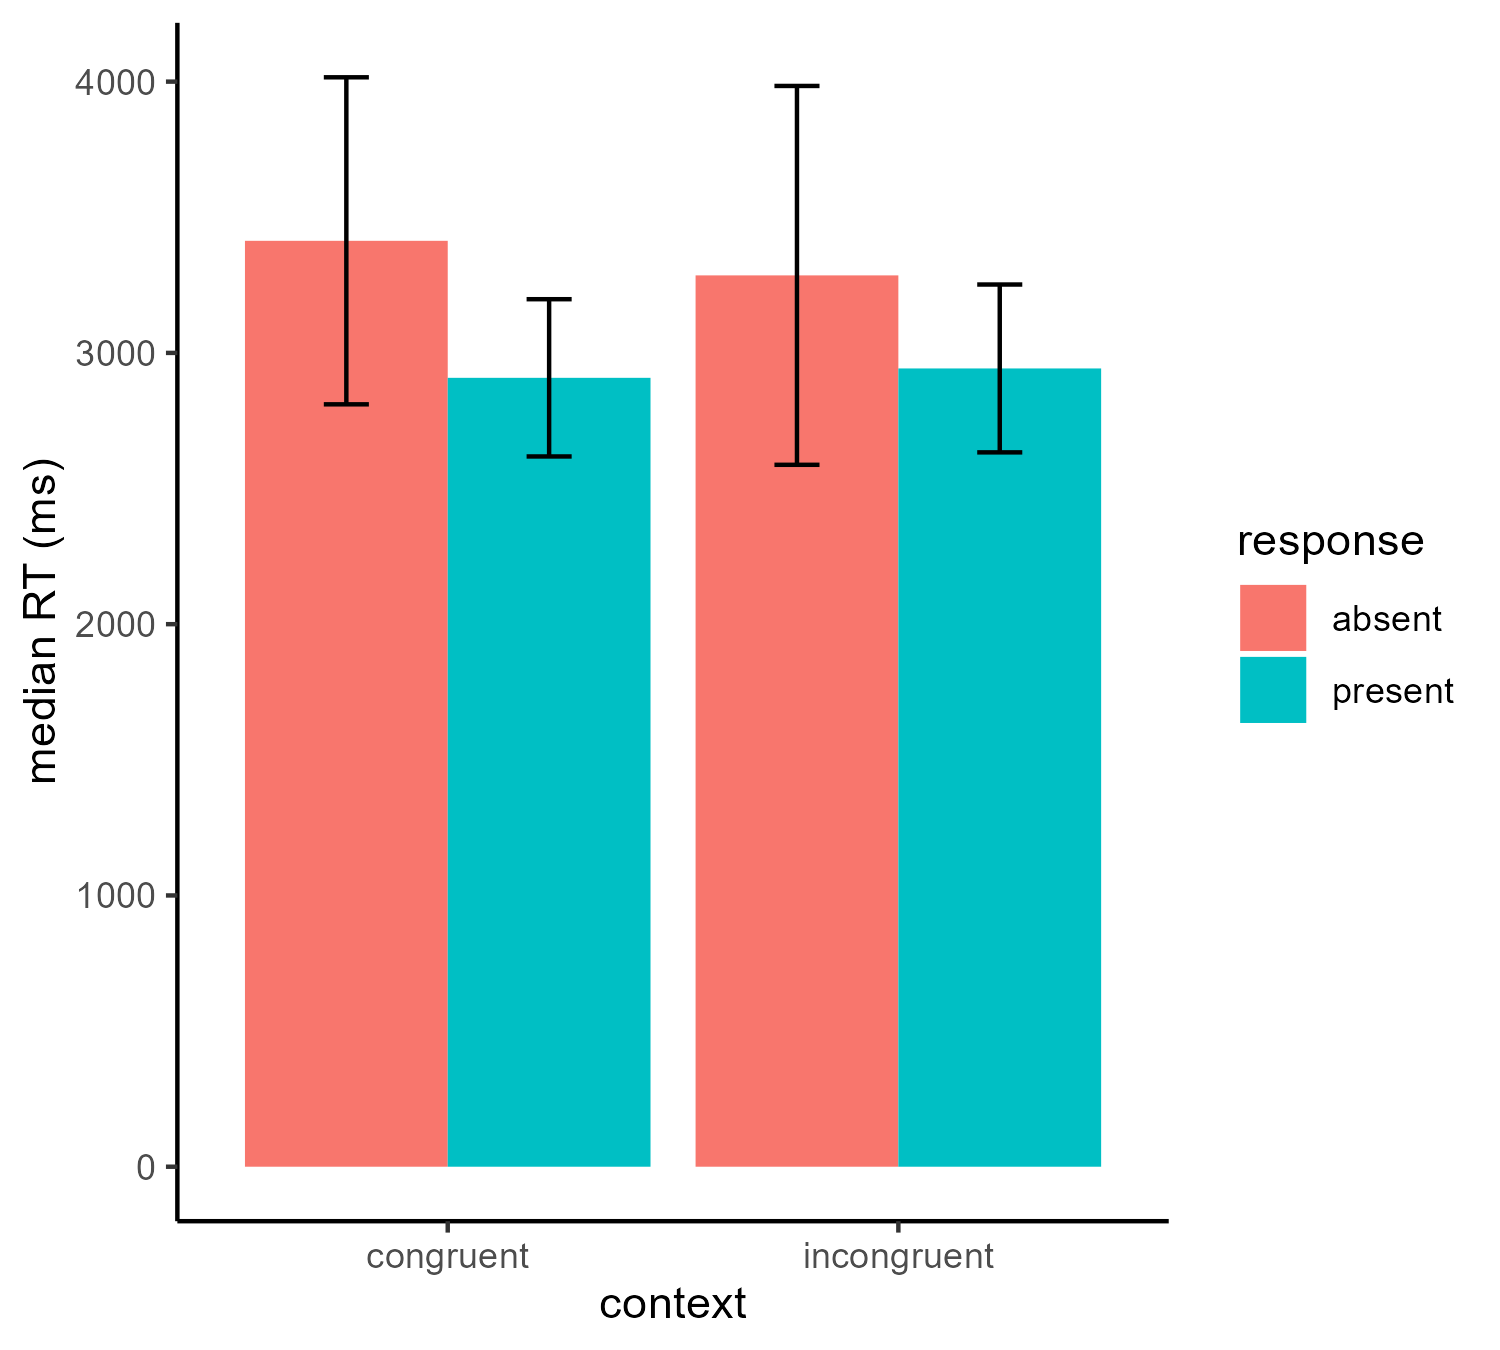 4000
3000
2000
1000
0
median RT (ms)
congruent
incongruent
context
response
absent
present